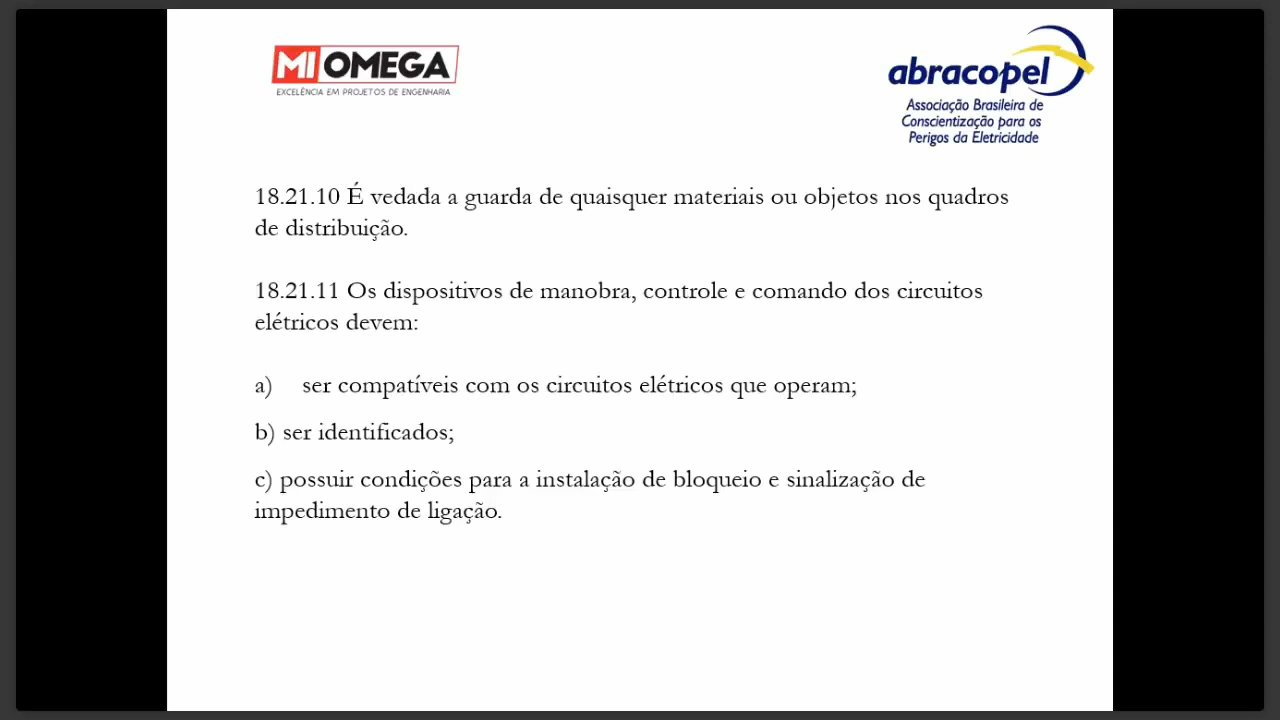 MI OMEGA
EXCELÊNCIA EM PROJETOS DE ENGENHARIA
abracopel
Associação Brasileira de
Conscientização para os
Perigos da Eletricidade
18.21.10 É vedada a guarda de quaisquer materiais ou objetos nos quadros
de distribuição.
18.21.11 Os dispositivos de manobra, controle e comando dos circuitos
elétricos devem:
a) ser compatíveis com os circuitos elétricos que operam;
b) ser identificados;
c) possuir condições para a instalação de bloqueio e sinalização de
impedimento de ligação.